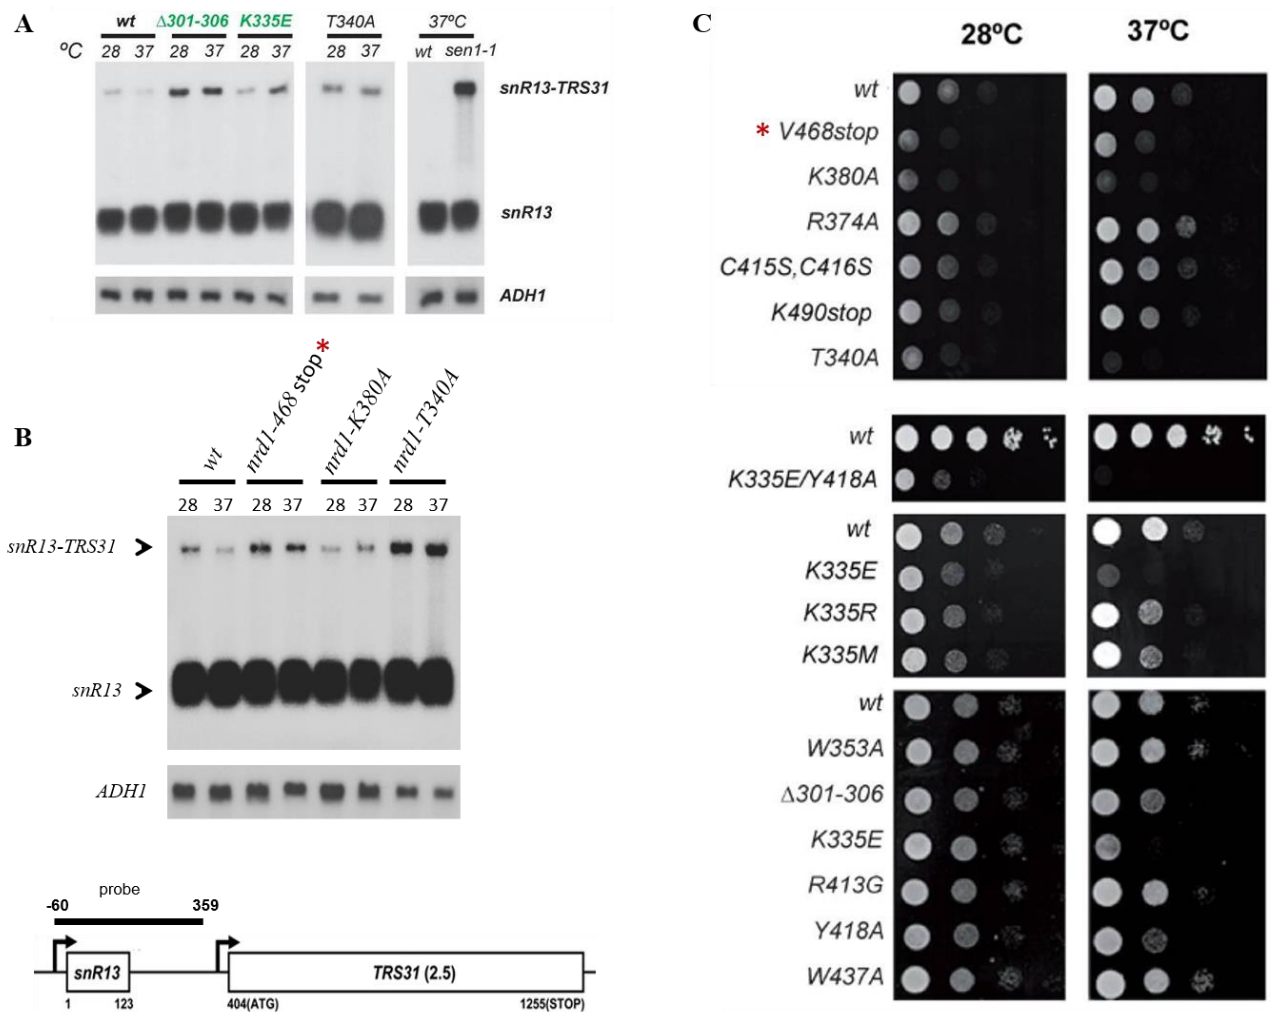 A
wt Δ301-306 K335E T340A 37ºC
ºC 28 37 28 37 28 37 28 37 wt sen1-1
snR13-TRS31
snR13
ADH1
B
wt nrd1-468 stop* nrd1-K380A nrd1-T340A
28 37 28 37 28 37 28 37
snR13-TRS31
snR13
ADH1
probe
-60 359
snR13 TRS31 (2.5)
1 123 404(ATG) 1255(STOP)
C
28ºC 37ºC
wt
* V468stop
K380A
R374A
C415S,C416S
K490stop
T340A
wt
K335E/Y418A
wt
K335E
K335R
K335M
wt
W353A
Δ301-306
K335E
R413G
Y418A
W437A